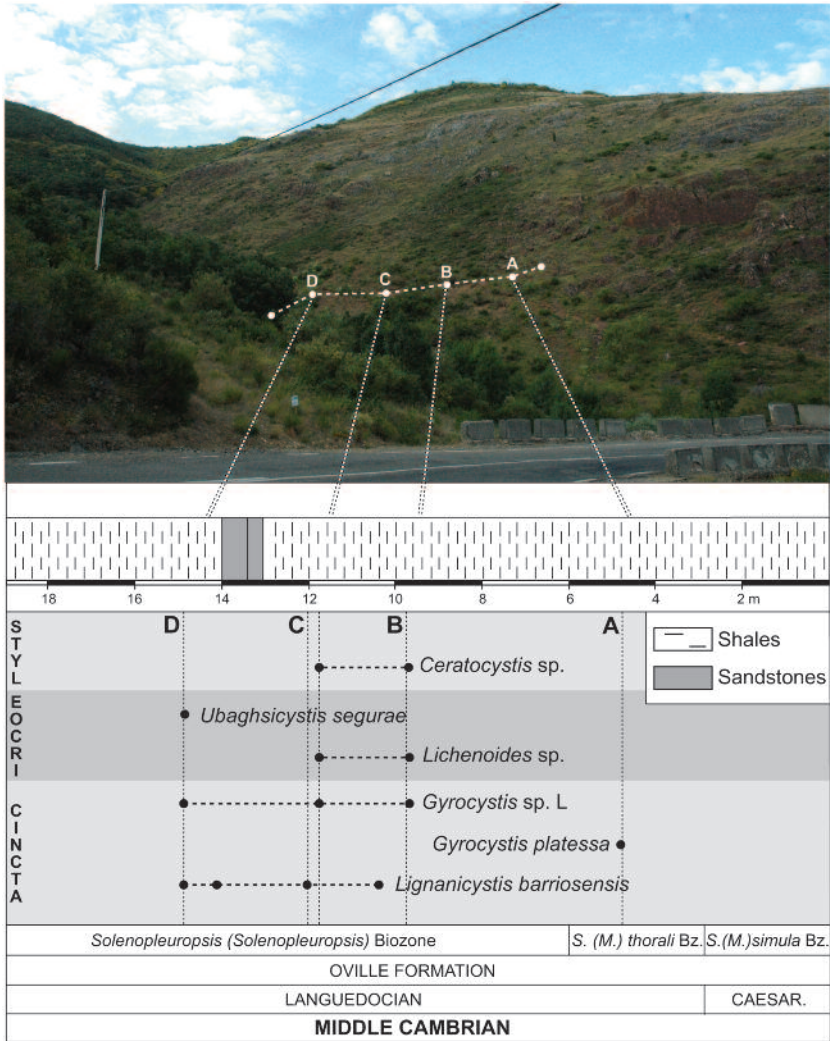 D C B A
18 16 14 12 10 8 6 4 2 m
D C B A
Shales
Sandstones
STYL
Ceratocystis sp.
EOCRI
Ubaghsicystis segurae
Lichenoides sp.
CINCTA
Gyrocystis sp. L
Gyrocystis platessa
Lignanicystis barriosensis
Solenopleuropsis (Solenopleuropsis) Biozone S. (M.) thorali Bz. S.(M.)simula Bz.
OVILLE FORMATION
LANGUEDOCIAN CAESAR.
MIDDLE CAMBRIAN